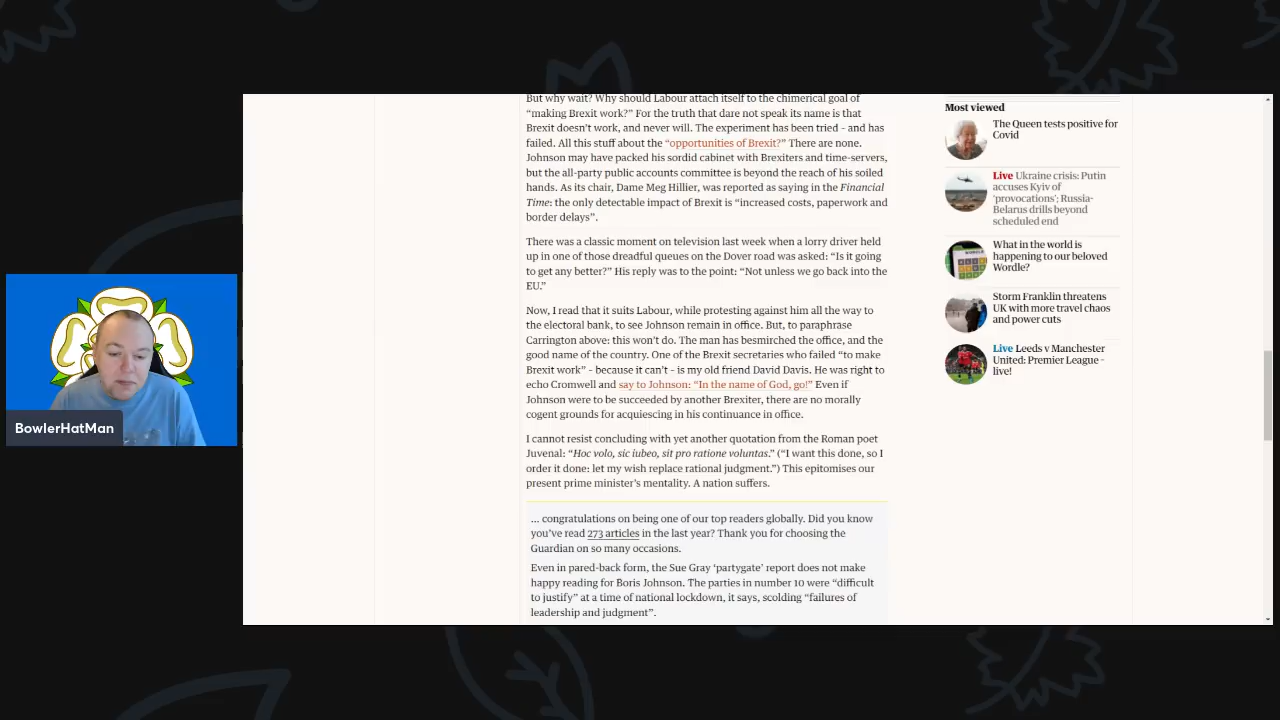 But why wait? Why should Labour attach itself to the chimerical goal of
“making Brexit work?” For the truth that dare not speak its name is that
Brexit doesn’t work, and never will. The experiment has been tried – and has
failed. All this stuff about the “opportunities of Brexit?” There are none.
Johnson may have packed his sordid cabinet with Brexiters and time-servers,
but the all-party public accounts committee is beyond the reach of his soiled
hands. As its chair, Dame Meg Hillier, was reported as saying in the Financial
Time: the only detectable impact of Brexit is “increased costs, paperwork and
border delays”.
There was a classic moment on television last week when a lorry driver held
up in one of those dreadful queues on the Dover road was asked: “Is it going
to get any better?” His reply was to the point: “Not unless we go back into the
EU.”
Now, I read that it suits Labour, while protesting against him all the way to
the electoral bank, to see Johnson remain in office. But, to paraphrase
Carrington above: this won’t do. The man has besmirched the office, and the
good name of the country. One of the Brexit secretaries who failed “to make
Brexit work” – because it can’t – is my old friend David Davis. He was right to
echo Cromwell and say to Johnson: “In the name of God, go!” Even if
Johnson were to be succeeded by another Brexiter, there are no morally
cogent grounds for acquiescing in his continuance in office.
I cannot resist concluding with yet another quotation from the Roman poet
Juvenal: “Hoc volo, sic iubeo, sit pro ratione voluntas.” (“I want this done, so I
order it done: let my wish replace rational judgment.”) This epitomises our
present prime minister’s mentality. A nation suffers.
... congratulations on being one of our top readers globally. Did you know
you’ve read 273 articles in the last year? Thank you for choosing the
Guardian on so many occasions.
Even in pared-back form, the Sue Gray ‘partygate’ report does not make
happy reading for Boris Johnson. The parties in number 10 were “difficult
to justify” at a time of national lockdown, it says, scolding “failures of
leadership and judgment”.
Most viewed
The Queen tests positive for
Covid
Live Ukraine crisis: Putin
accuses Kyiv of
‘provocations’; Russia-
Belarus drills beyond
scheduled end
What in the world is
happening to our beloved
Wordle?
Storm Franklin threatens
UK with more travel chaos
and power cuts
Live Leeds v Manchester
United: Premier League –
live!
BowlerHatMan